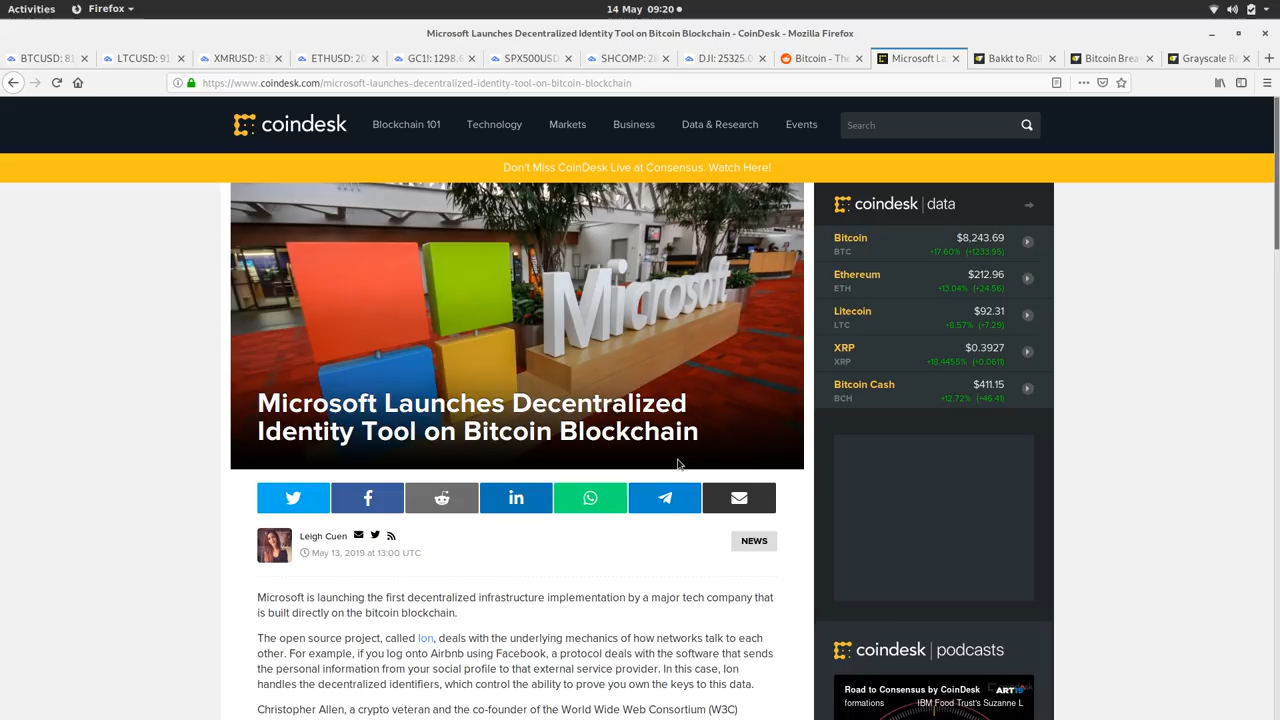 Activities Firefox 14 May 09:20
Microsoft Launches Decentralized Identity Tool on Bitcoin Blockchain - CoinDesk - Mozilla Firefox
BTCUSD: 81 LTCUSD: 91 XMRUSD: 8 ETHUSD: 20 GC1!: 1298.6 SPX500USD SHCOMP: 28 DJI: 25325.0 Bitcoin - The Microsoft La Bakkt to Roll Bitcoin Brea Grayscale R
https://www.coindesk.com/microsoft-launches-decentralized-identity-tool-on-bitcoin-blockchain
coindesk Blockchain 101 Technology Markets Business Data & Research Events Search
Don't Miss CoinDesk Live at Consensus. Watch Here!
Microsoft
Microsoft Launches Decentralized
Identity Tool on Bitcoin Blockchain
Leigh Cuen
May 13, 2019 at 13:00 UTC
NEWS
Microsoft is launching the first decentralized infrastructure implementation by a major tech company that
is built directly on the bitcoin blockchain.
The open source project, called Ion, deals with the underlying mechanics of how networks talk to each
other. For example, if you log onto Airbnb using Facebook, a protocol deals with the software that sends
the personal information from your social profile to that external service provider. In this case, Ion
handles the decentralized identifiers, which control the ability to prove you own the keys to this data.
Christopher Allen, a crypto veteran and the co-founder of the World Wide Web Consortium (W3C)
coindesk | data
Bitcoin $8,243.69
BTC +17.60% (+1233.95)
Ethereum $212.96
ETH +13.04% (+24.56)
Litecoin $92.31
LTC +8.57% (+7.29)
XRP $0.3927
XRP +18.4455% (+0.0611)
Bitcoin Cash $411.15
BCH +12.72% (+46.41)
coindesk | podcasts
Road to Consensus by CoinDesk coindesk ART19
formations IBM Food Trust's Suzanne L